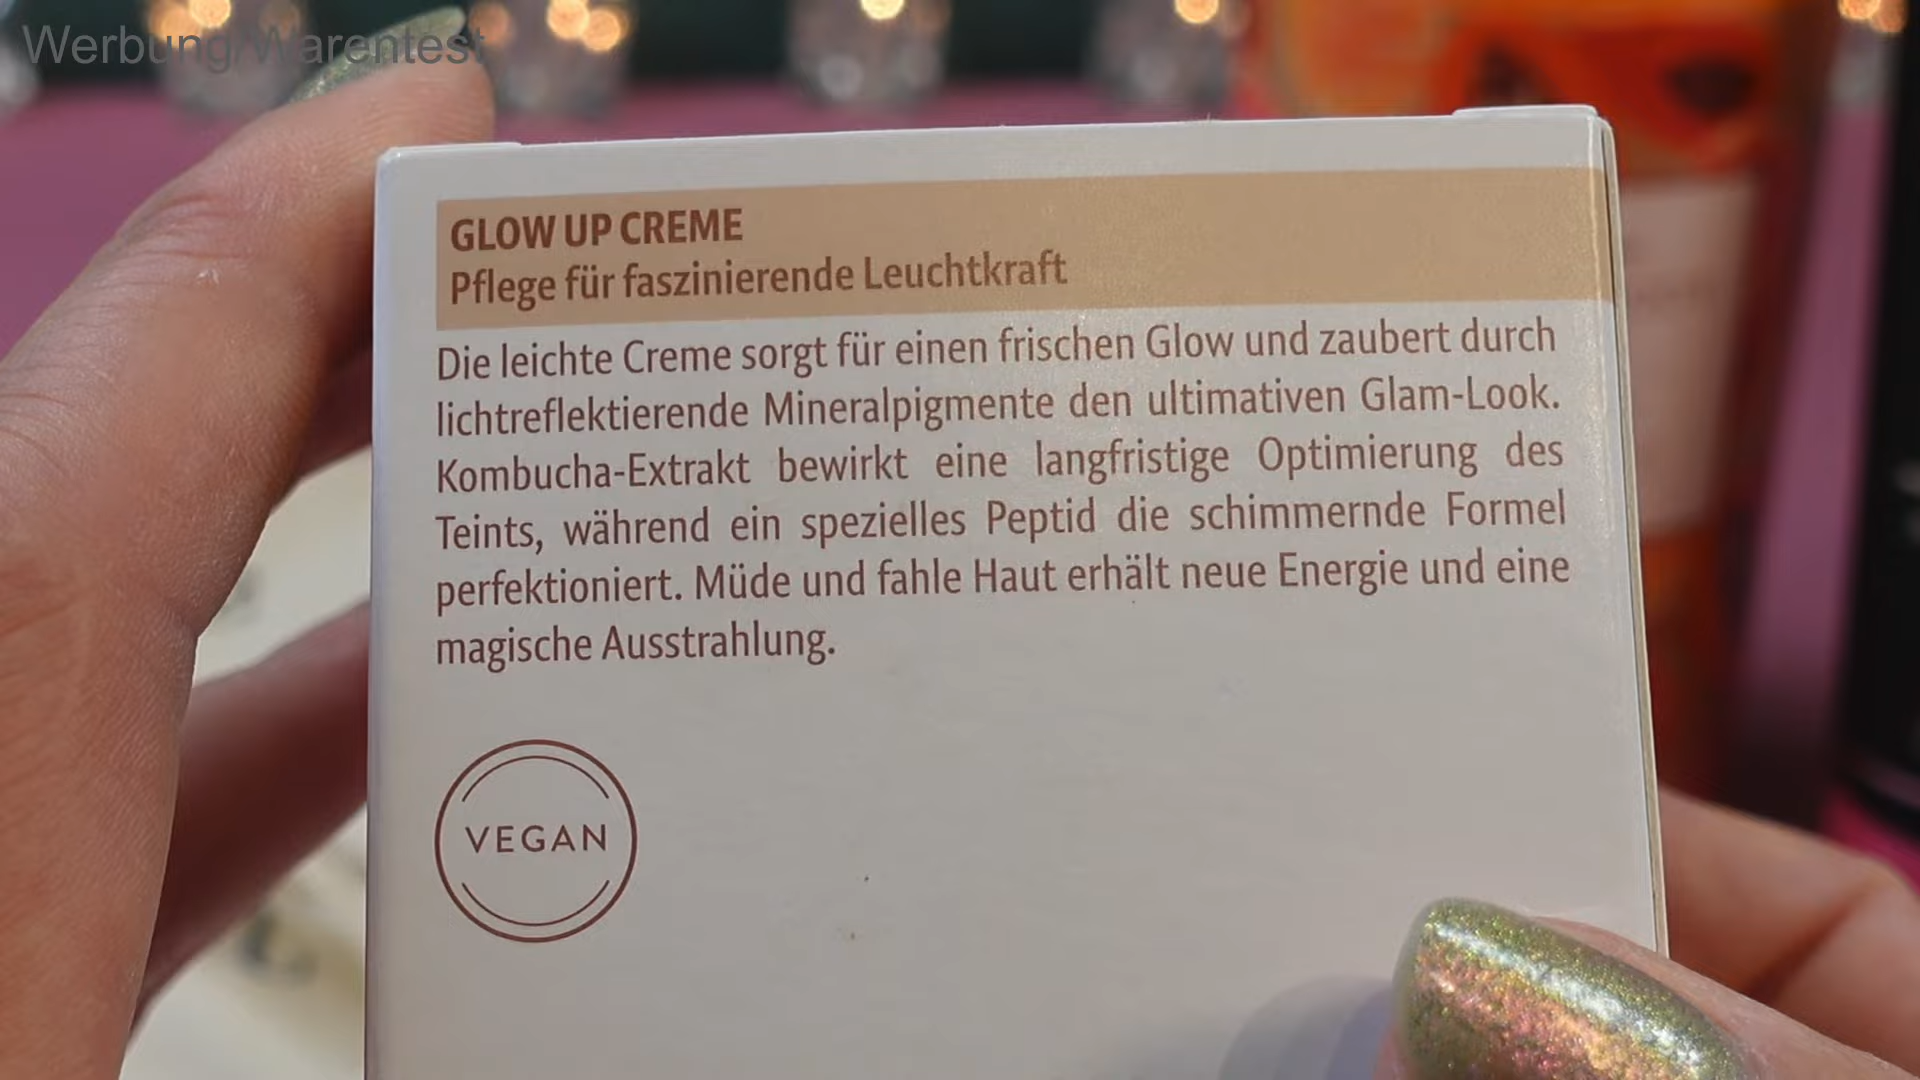 Werbung/Warentest
GLOW UP CREME
Pflege für faszinierende Leuchtkraft
Die leichte Creme sorgt für einen frischen Glow und zaubert durch
lichtreflektierende Mineralpigmente den ultimativen Glam-Look.
Kombucha-Extrakt bewirkt eine langfristige Optimierung des
Teints, während ein spezielles Peptid die schimmernde Formel
perfektioniert. Müde und fahle Haut erhält neue Energie und eine
magische Ausstrahlung.
VEGAN